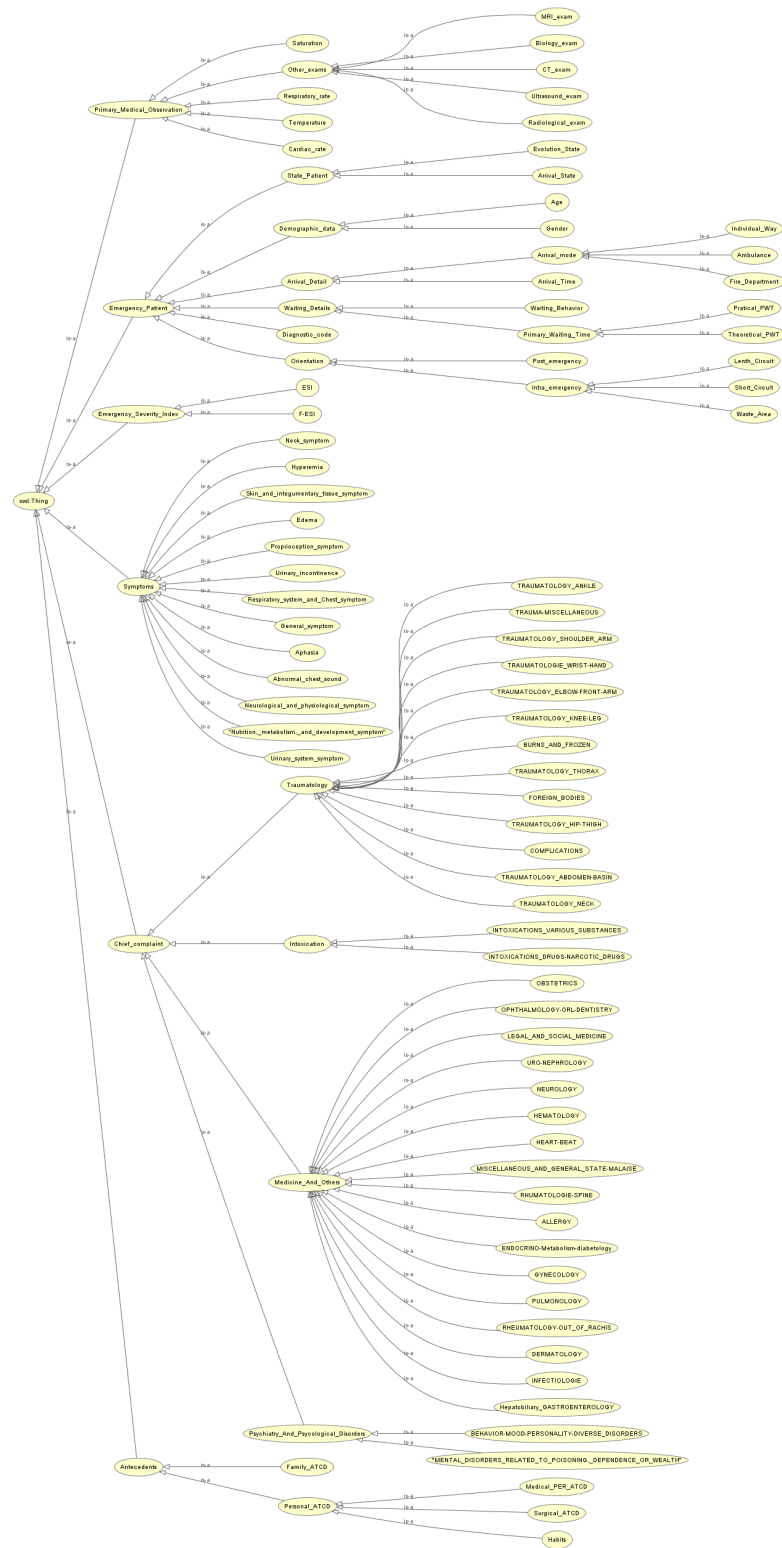 MRI_exam
Saturation
Biology_exam
Other_exams
CT_exam
Respiratory_rate
Ultrasound_exam
Primary_Medical_Observation
Temperature
Radiological_exam
Cardiac_rate
Evolution_State
State_Patient
Arrival_State
Age
Demographic_data
Gender
Individual_Way
Arrival_mode
Ambulance
Arrival_Detail
Arrival_Time
Fire_Department
Emergency_Patient
Waiting_Details
Waiting_Behavior
Pratical_PWT
Diagnostic_code
Primary_Waiting_Time
Theoretical_PWT
Orientation
Post_emergency
Lenth_Circuit
Intra_emergency
Short_Circuit
ESI
Emergency_Severity_Index
F-ESI
Waste_Area
Neck_symptom
Hyperemia
Skin_and_integumentary_tissue_symptom
owl:Thing
Edema
Proprioception_symptom
Urinary_incontinence
Symptoms
Respiratory_system_and_Chest_symptom
General_symptom
Aphasia
Abnormal_chest_sound
Neurological_and_physiological_symptom
"Nutrition,_metabolism,_and_development_symptom"
Urinary_system_symptom
TRAUMATOLOGY_ANKLE
TRAUMA-MISCELLANEOUS
TRAUMATOLOGY_SHOULDER_ARM
TRAUMATOLOGIE_WRIST-HAND
TRAUMATOLOGY_ELBOW-FRONT-ARM
TRAUMATOLOGY_KNEE-LEG
BURNS_AND_FROZEN
TRAUMATOLOGY_THORAX
Traumatology
FOREIGN_BODIES
TRAUMATOLOGY_HIP-THIGH
COMPLICATIONS
TRAUMATOLOGY_ABDOMEN-BASIN
TRAUMATOLOGY_NECK
INTOXICATIONS_VARIOUS_SUBSTANCES
Chief_complaint
Intoxication
INTOXICATIONS_DRUGS-NARCOTIC_DRUGS
OBSTETRICS
OPHTHALMOLOGY-ORL-DENTISTRY
LEGAL_AND_SOCIAL_MEDICINE
URO-NEPHROLOGY
NEUROLOGY
HEMATOLOGY
HEART-BEAT
MISCELLANEOUS_AND_GENERAL_STATE-MALAISE
Medicine_And_Others
RHUMATOLOGIE-SPINE
ALLERGY
ENDOCRINO-Metabolism-diabetology
GYNECOLOGY
PULMONOLOGY
RHEUMATOLOGY-OUT_OF_RACHIS
DERMATOLOGY
INFECTIOLOGIE
Hepatobiliary_GASTROENTEROLOGY
Psychiatry_And_Psycological_Disorders
BEHAVIOR-MOOD-PERSONALITY-DIVERSE_DISORDERS
"MENTAL_DISORDERS_RELATED_TO_POISONING,_DEPENDENCE_OR_WEALTH"
Antecedents
Family_ATCD
Medical_PER_ATCD
Personal_ATCD
Surgical_ATCD
Habits